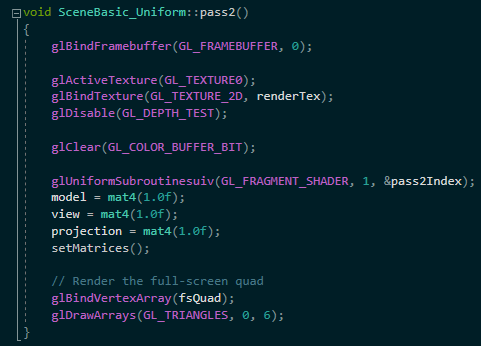 void SceneBasic_Uniform::pass2()
{
glBindFramebuffer(GL_FRAMEBUFFER, 0);
glActiveTexture(GL_TEXTURE0);
glBindTexture(GL_TEXTURE_2D, renderTex);
glDisable(GL_DEPTH_TEST);
glClear(GL_COLOR_BUFFER_BIT);
glUniformSubroutinesuiv(GL_FRAGMENT_SHADER, 1, &pass2Index);
model = mat4(1.0f);
view = mat4(1.0f);
projection = mat4(1.0f);
setMatrices();
// Render the full-screen quad
glBindVertexArray(fsQuad);
glDrawArrays(GL_TRIANGLES, 0, 6);
}